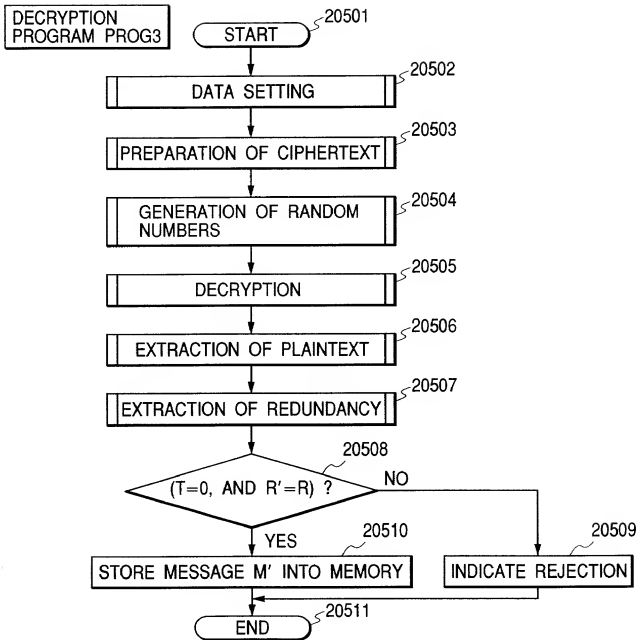 DECRYPTION
PROGRAM PROG3
START
20501
DATA SETTING
20502
PREPARATION OF CIPHERTEXT
20503
GENERATION OF RANDOM
NUMBERS
20504
DECRYPTION
20505
EXTRACTION OF PLAINTEXT
20506
EXTRACTION OF REDUNDANCY
20507
(T=0, AND R'=R) ?
20508
NO
YES
STORE MESSAGE M' INTO MEMORY
20510
INDICATE REJECTION
20509
END
20511